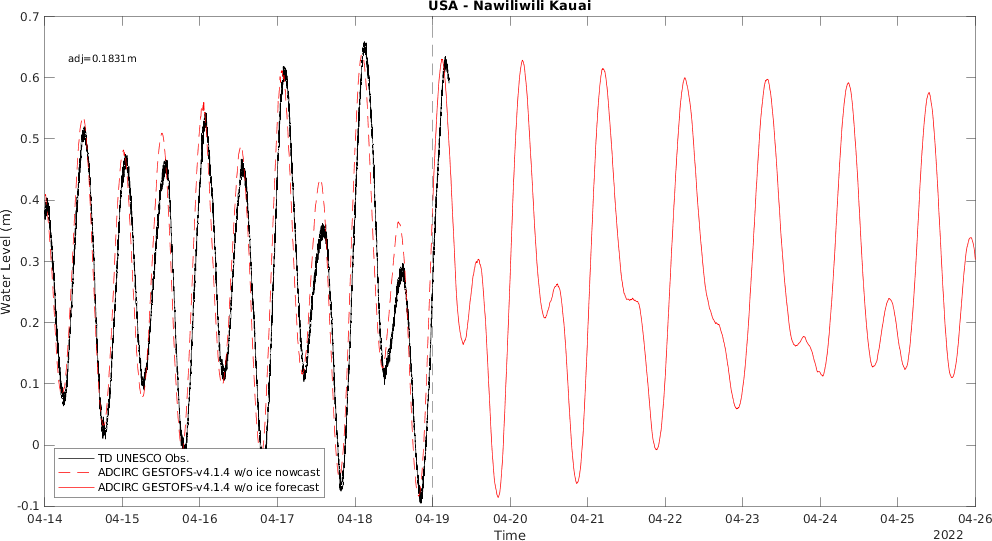 USA - Nawiliwili Kauai
0.7
adj=0.1831m
0.6
0.5
0.4
0.3
0.2
0.1
0
-0.1
Water Level (m)
TD UNESCO Obs.
ADCIRC GESTOFS-v4.1.4 w/o ice nowcast
ADCIRC GESTOFS-v4.1.4 w/o ice forecast
04-14 04-15 04-16 04-17 04-18 04-19 04-20 04-21 04-22 04-23 04-24 04-25 04-26
Time
2022